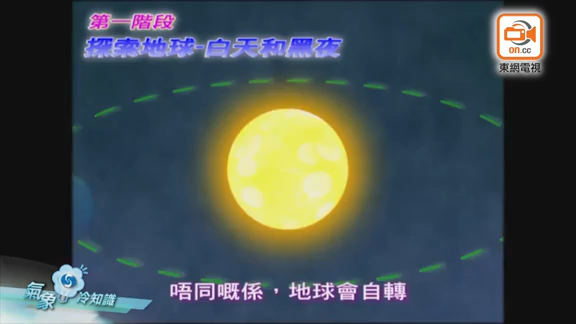 第一階段
探索地球-白天和黑夜
on.cc
東網電視
氣象冷知識
唔同嘅係，地球會自轉